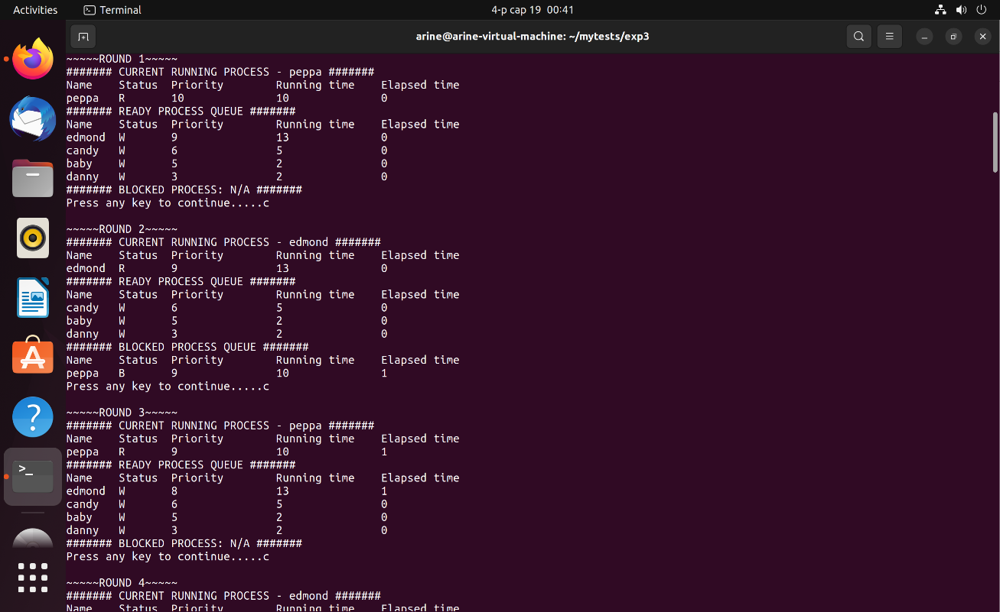 Activities Terminal 4-р сар 19 00:41
arine@arine-virtual-machine: ~/mytests/exp3
~~~~~ROUND 1~~~~~
####### CURRENT RUNNING PROCESS - peppa #######
Name Status Priority Running time Elapsed time
peppa R 10 10 0
####### READY PROCESS QUEUE #######
Name Status Priority Running time Elapsed time
edmond W 9 13 0
candy W 6 5 0
baby W 5 2 0
danny W 3 2 0
####### BLOCKED PROCESS: N/A #######
Press any key to continue.....c
~~~~~ROUND 2~~~~~
####### CURRENT RUNNING PROCESS - edmond #######
Name Status Priority Running time Elapsed time
edmond R 9 13 0
####### READY PROCESS QUEUE #######
Name Status Priority Running time Elapsed time
candy W 6 5 0
baby W 5 2 0
danny W 3 2 0
####### BLOCKED PROCESS QUEUE #######
Name Status Priority Running time Elapsed time
peppa B 9 10 1
Press any key to continue.....c
~~~~~ROUND 3~~~~~
####### CURRENT RUNNING PROCESS - peppa #######
Name Status Priority Running time Elapsed time
peppa R 9 10 1
####### READY PROCESS QUEUE #######
Name Status Priority Running time Elapsed time
edmond W 8 13 1
candy W 6 5 0
baby W 5 2 0
danny W 3 2 0
####### BLOCKED PROCESS: N/A #######
Press any key to continue.....c
~~~~~ROUND 4~~~~~
####### CURRENT RUNNING PROCESS - edmond #######
Name Status Priority Running time Elapsed time